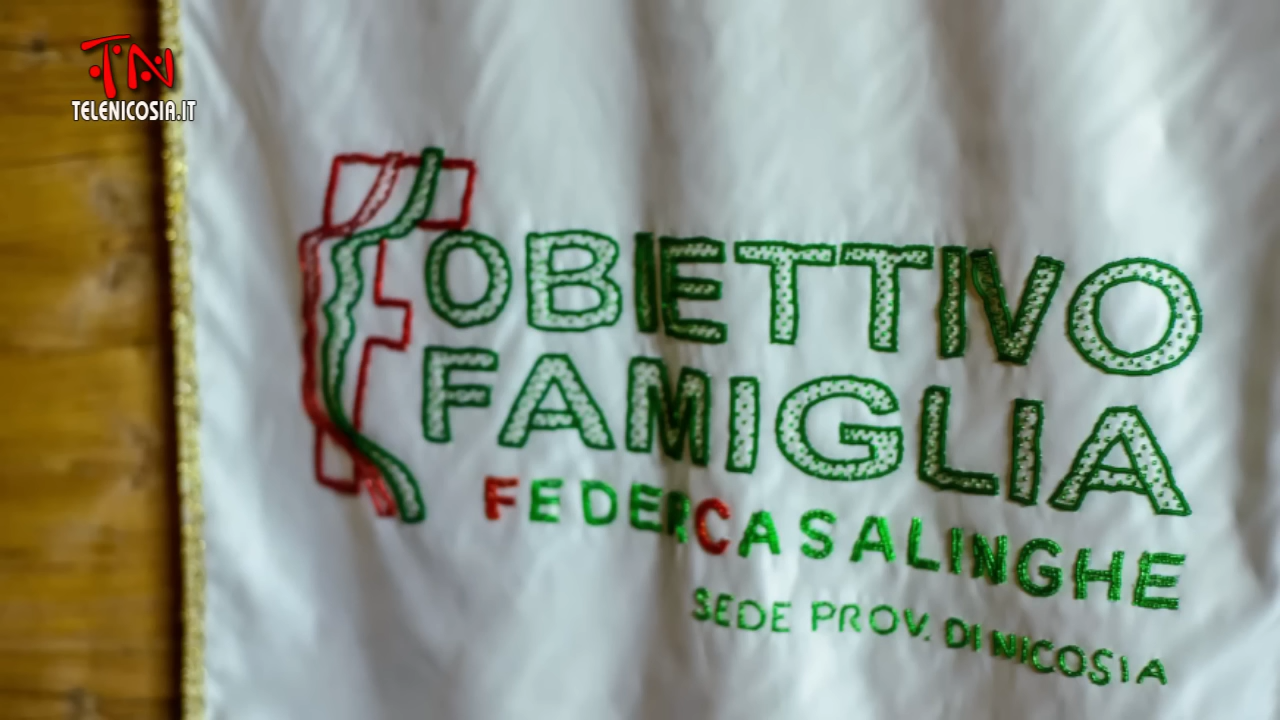 TN
TELENICOSIA.IT
OBIETTIVO
FAMIGLIA
FEDERCASALINGHE
SEDE PROV. DI NICOSIA